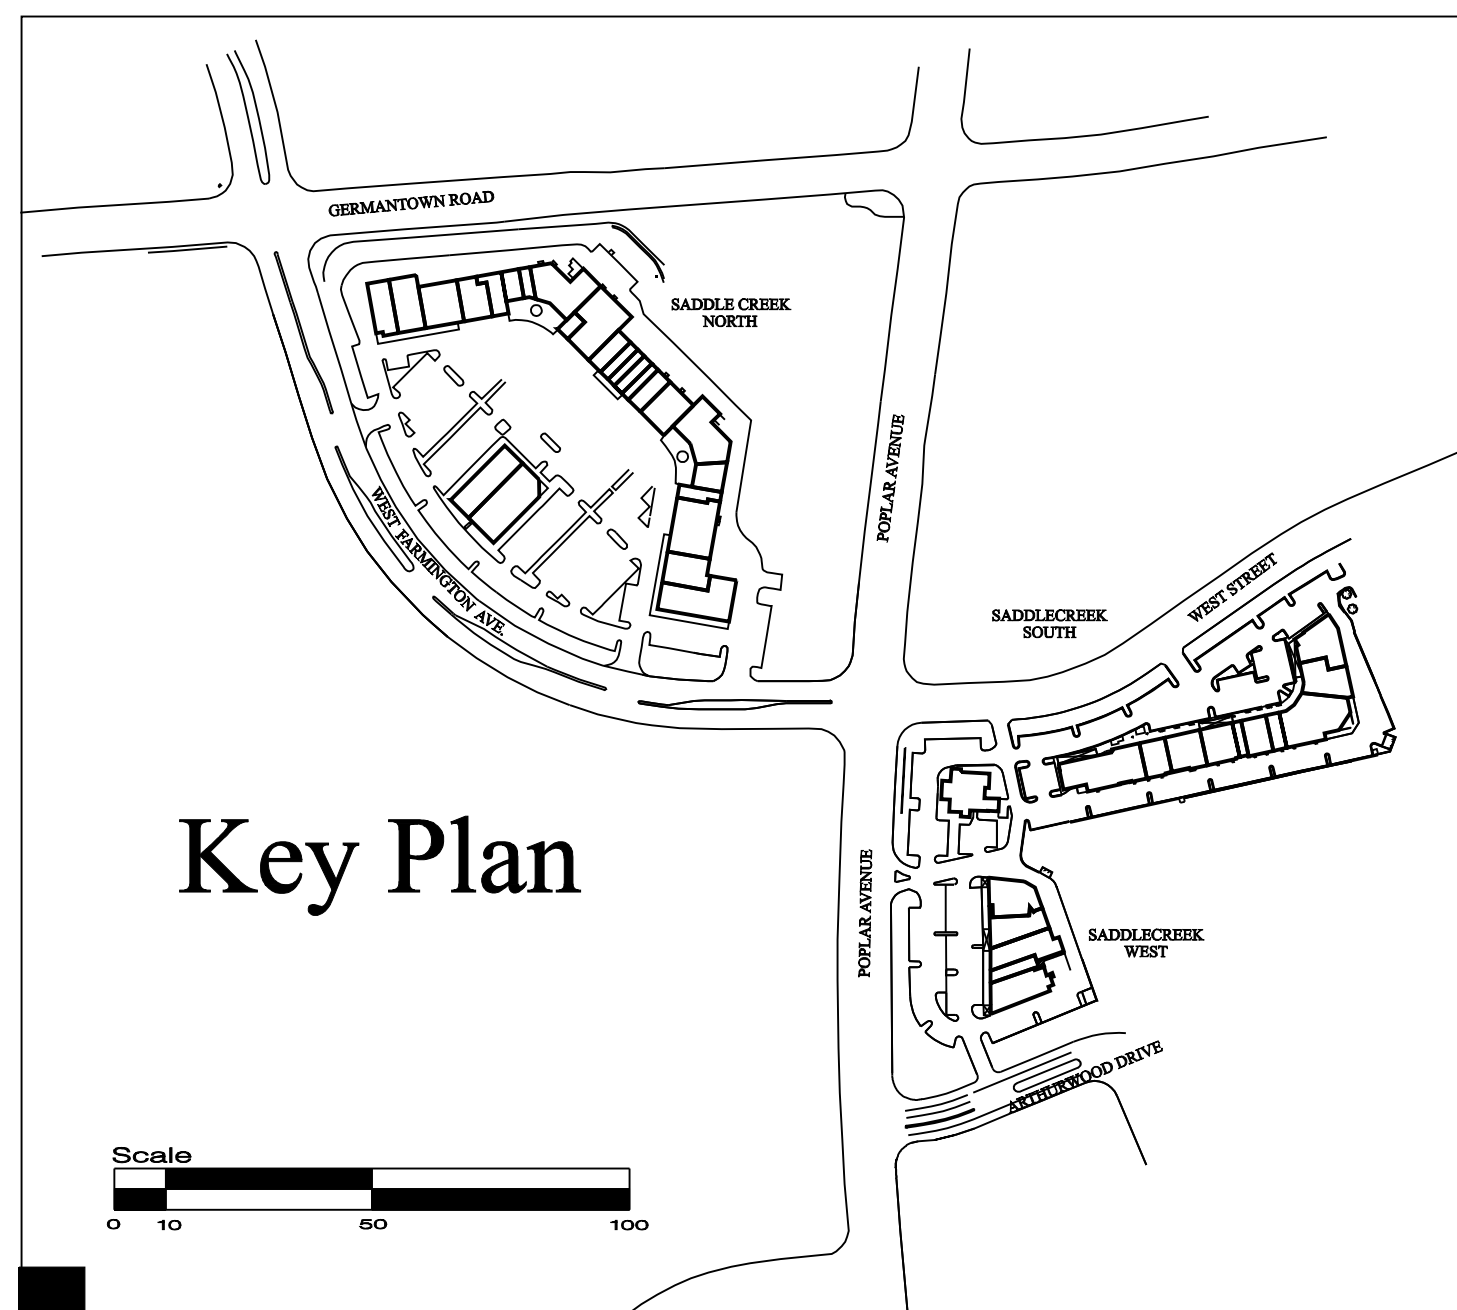 GERMANTOWN ROAD
SADDLE CREEK
NORTH
POPLAR AVENUE
WEST FARMINGTON AVE.
WEST STREET
SADDLECREEK
SOUTH
Key Plan
POPLAR AVENUE
SADDLECREEK
WEST
ARTHURWOOD DRIVE
Scale
0 10 50 100